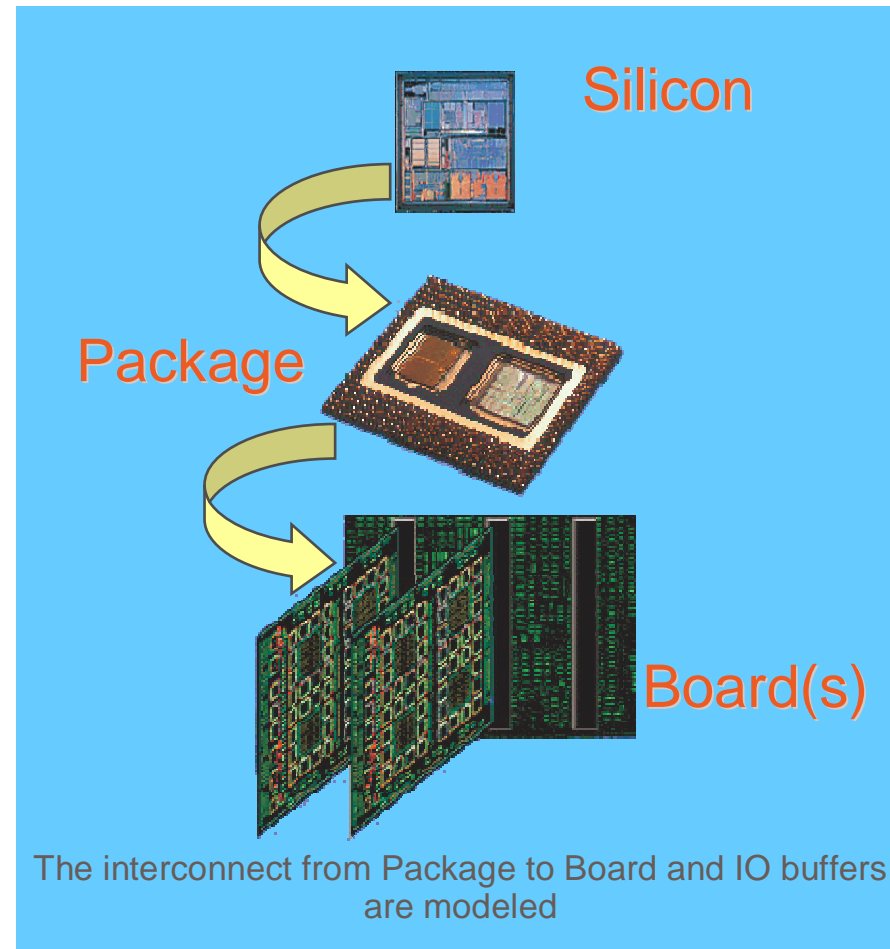 Silicon
Package
Board(s)
The interconnect from Package to Board and IO buffers
are modeled